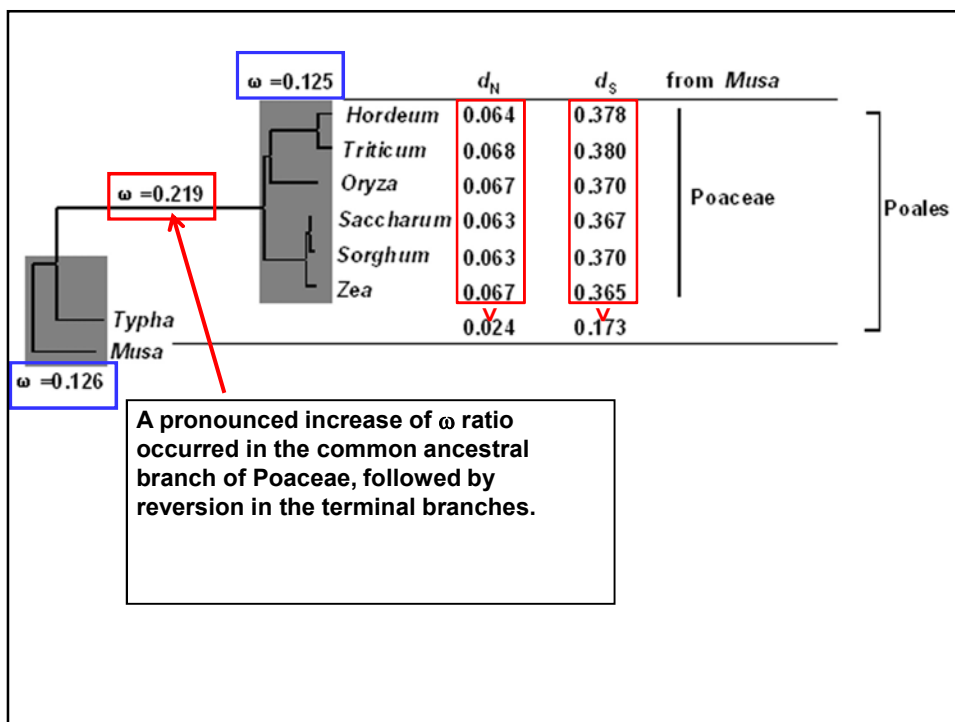 ω =0.125 dN dS from Musa
Hordeum 0.064 0.378
Triticum 0.068 0.380
Oryza 0.067 0.370
ω =0.219 Poaceae
Saccharum 0.063 0.367 Poales
Sorghum 0.063 0.370
Zea 0.067 0.365
Typha 0.024 0.173
Musa
ω =0.126
A pronounced increase of ω ratio
occurred in the common ancestral
branch of Poaceae, followed by
reversion in the terminal branches.